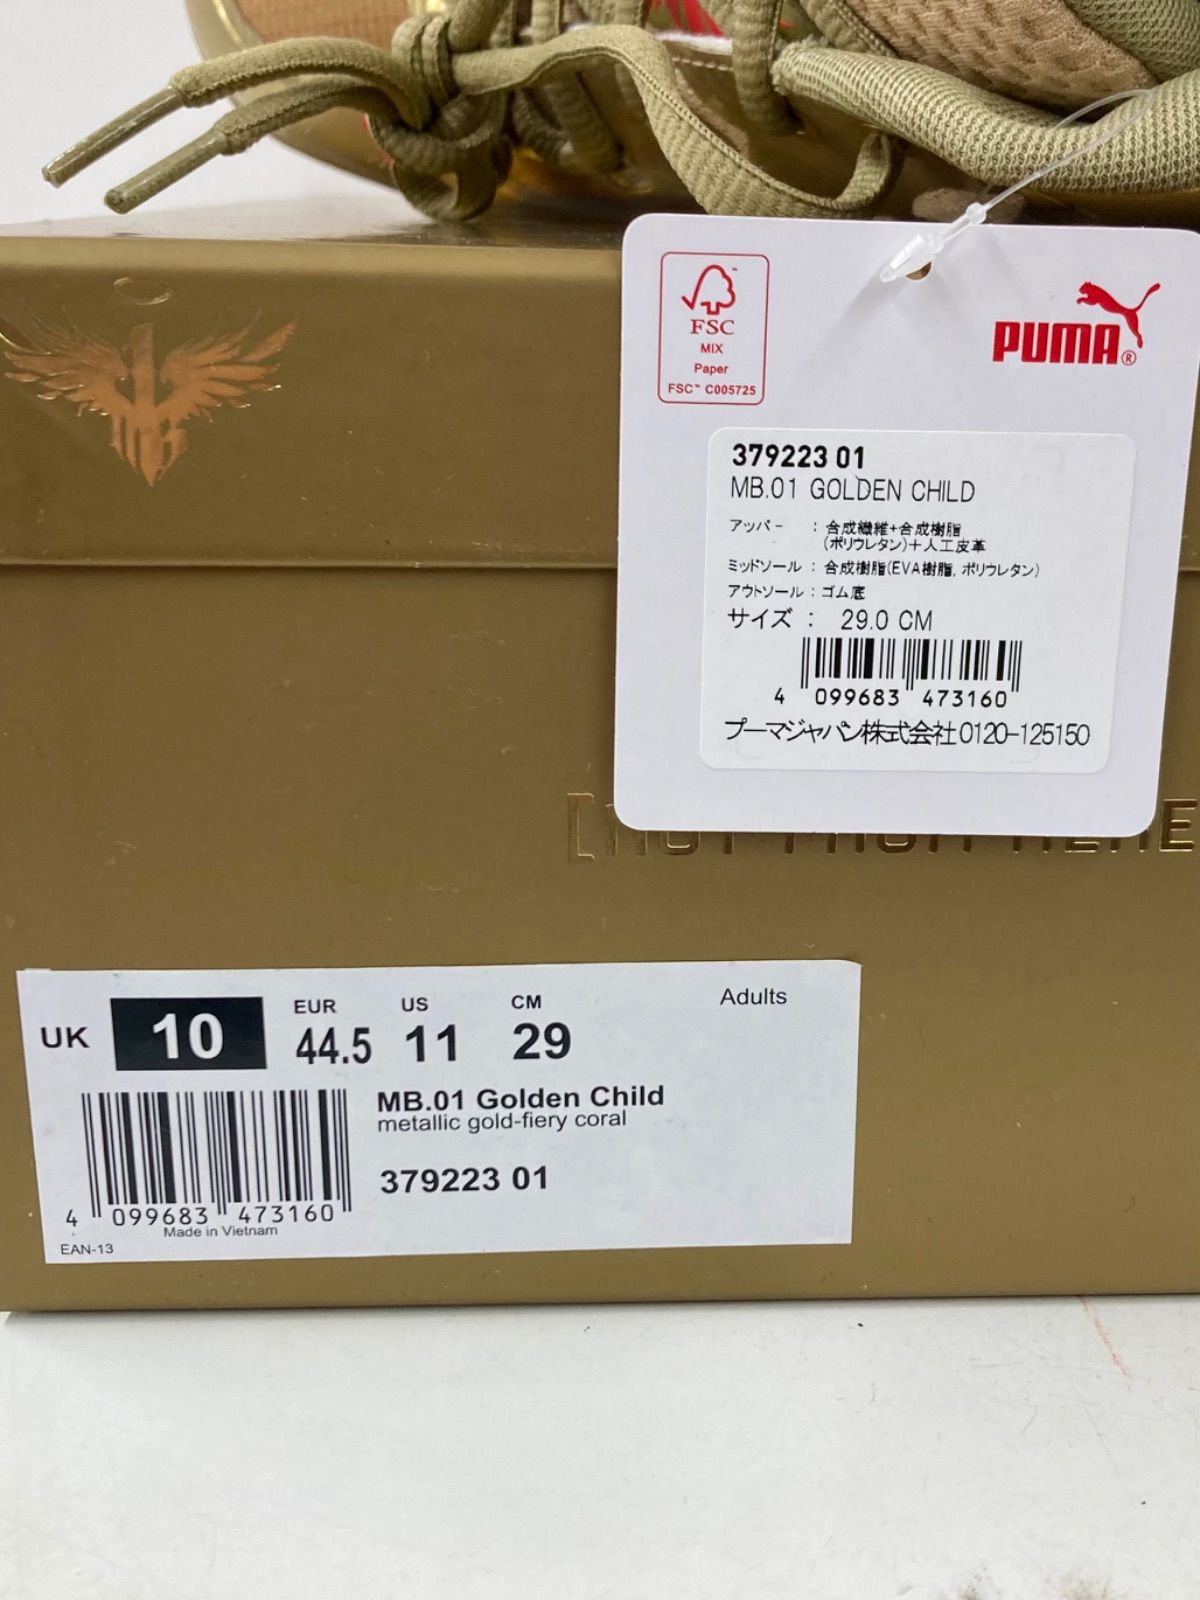 FSC
MIX
Paper
FSC™ C005725
PUMA®
379223 01
MB.01 GOLDEN CHILD
アッパー : 合成繊維+合成樹脂
(ポリウレタン)+人工皮革
ミッドソール : 合成樹脂(EVA樹脂, ポリウレタン)
アウトソール : ゴム底
サイズ : 29.0 CM
4 099683 473160
プーマジャパン株式会社 0120-125150
MB
[NOT FROM HERE
UK 10 EUR 44.5 US 11 CM 29 Adults
MB.01 Golden Child
metallic gold-fiery coral
379223 01
4 099683 473160
Made in Vietnam
EAN-13